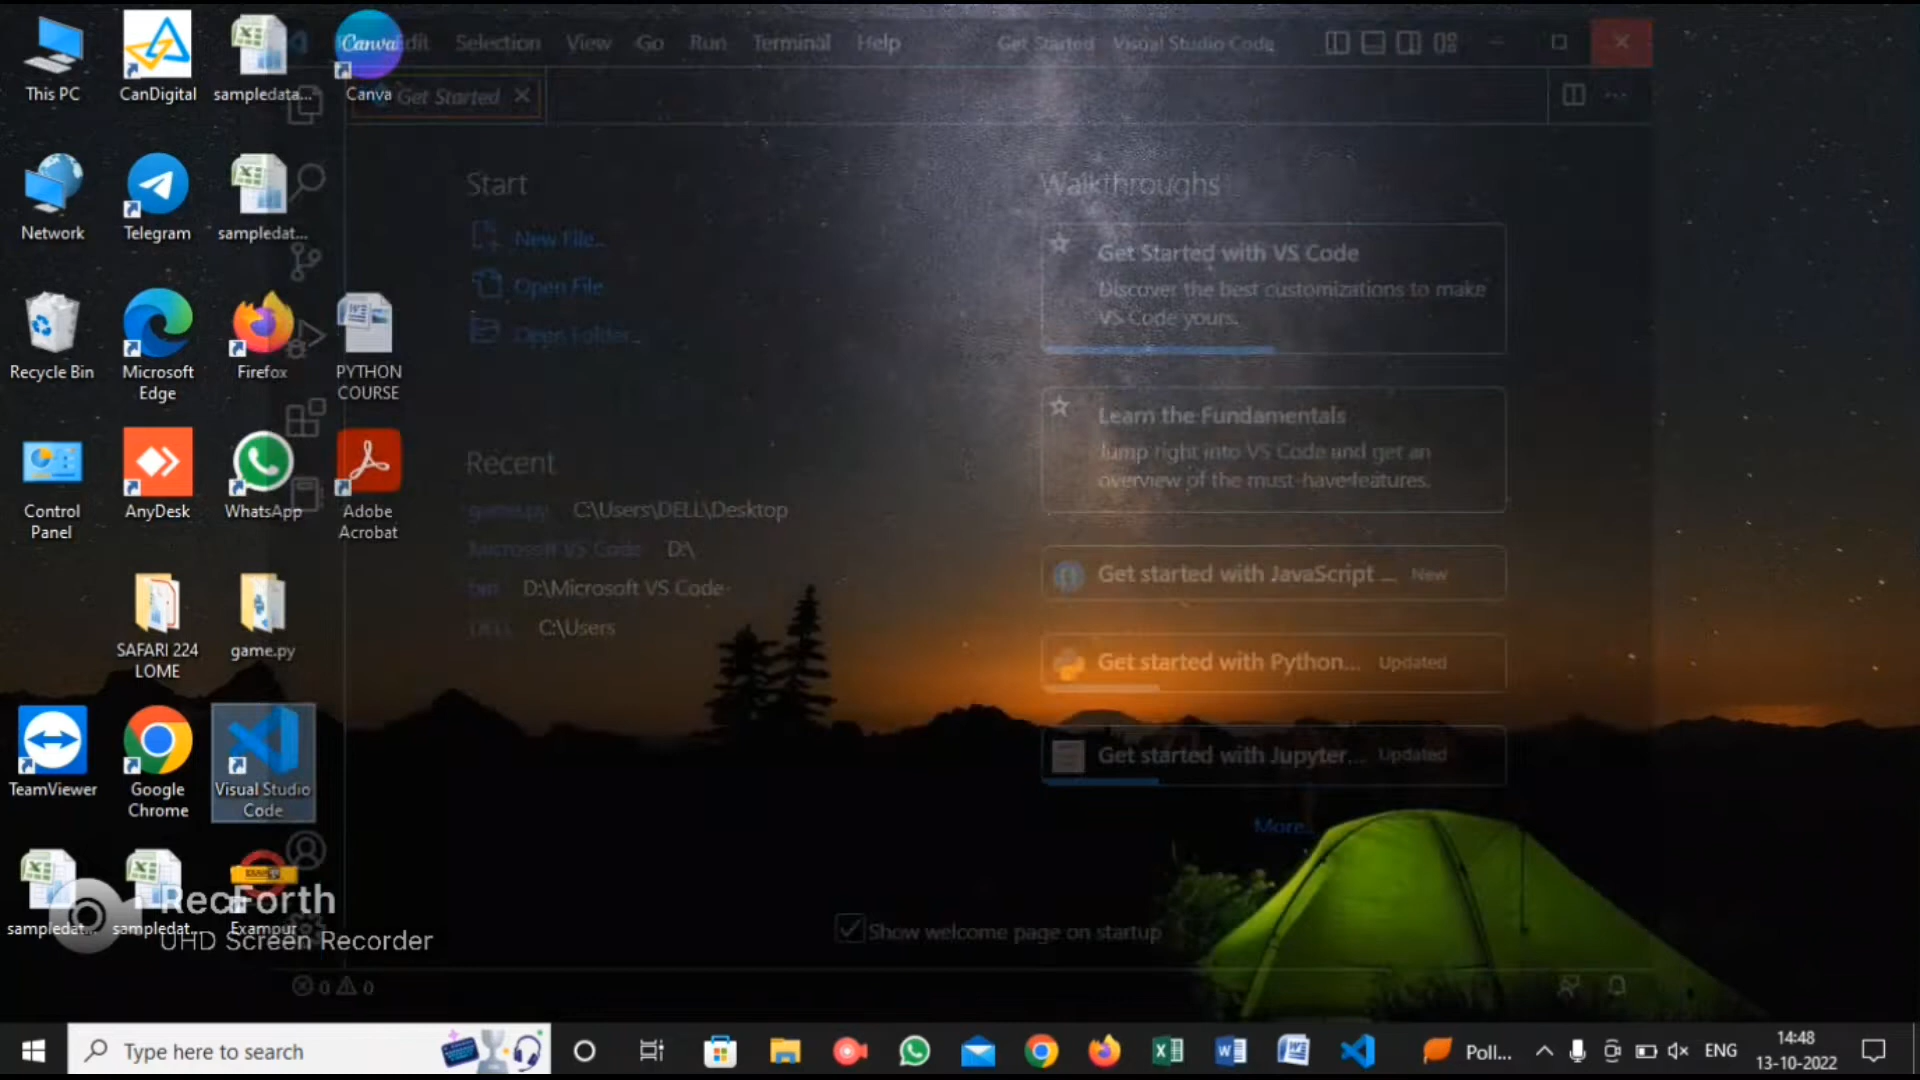 This PC
CanDigital
sampledata...
Canva
Canva
Edit
Selection
View
Go
Run
Terminal
Help
Get Started
Visual Studio Code
Get Started
Network
Telegram
sampledat...
Start
New File...
Open File
Open Folder...
Walkthroughs
Get Started with VS Code
Discover the best customizations to make
VS Code yours.
Recycle Bin
Microsoft
Edge
Firefox
PYTHON
COURSE
Learn the Fundamentals
Jump right into VS Code and get an
overview of the must-have features.
Recent
game.py C:\Users\DELL\Desktop
Microsoft VS Code D:\
bin D:\Microsoft VS Code
DELL C:\Users
Control
Panel
AnyDesk
WhatsApp
Adobe
Acrobat
Get started with JavaScript ... New
Get started with Python... Updated
Get started with Jupyter... Updated
More...
SAFARI 224
LOME
game.py
TeamViewer
Google
Chrome
Visual Studio
Code
sampledat...
sampledat...
Exampur
RecForth
UHD Screen Recorder
Show welcome page on startup
0 0
Type here to search
Poll...
ENG
14:48
13-10-2022